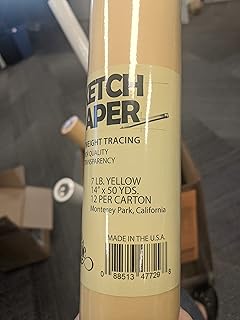 ETCH
APER
WEIGHT TRACING
QUALITY
TRANSPARENCY
7 LB. YELLOW
14" x 50 YDS.
12 PER CARTON
Monterey Park, California
MADE IN THE U.S.A.
0 88513 47729 8